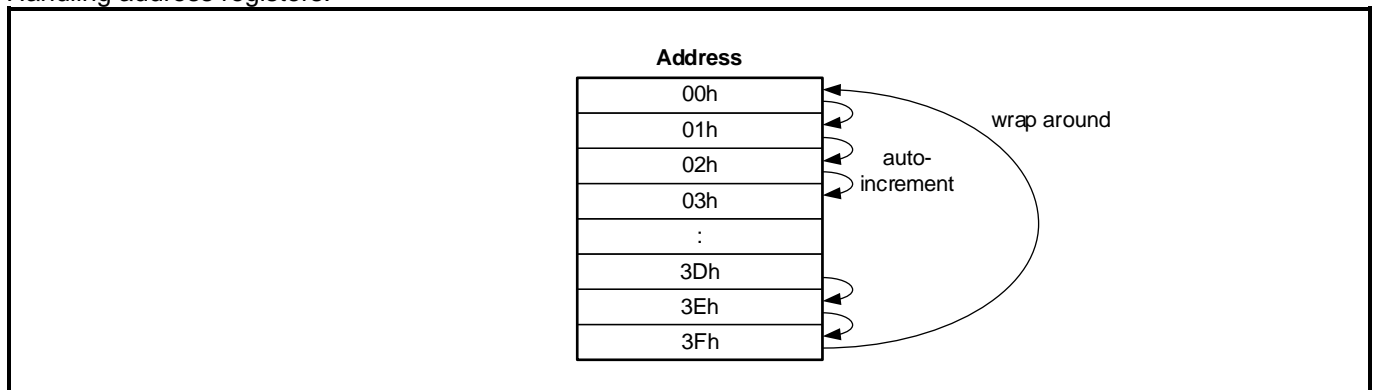 Handling address registers.
Address
00h
01h
02h
03h
:
3Dh
3Eh
3Fh
auto-
increment
wrap around